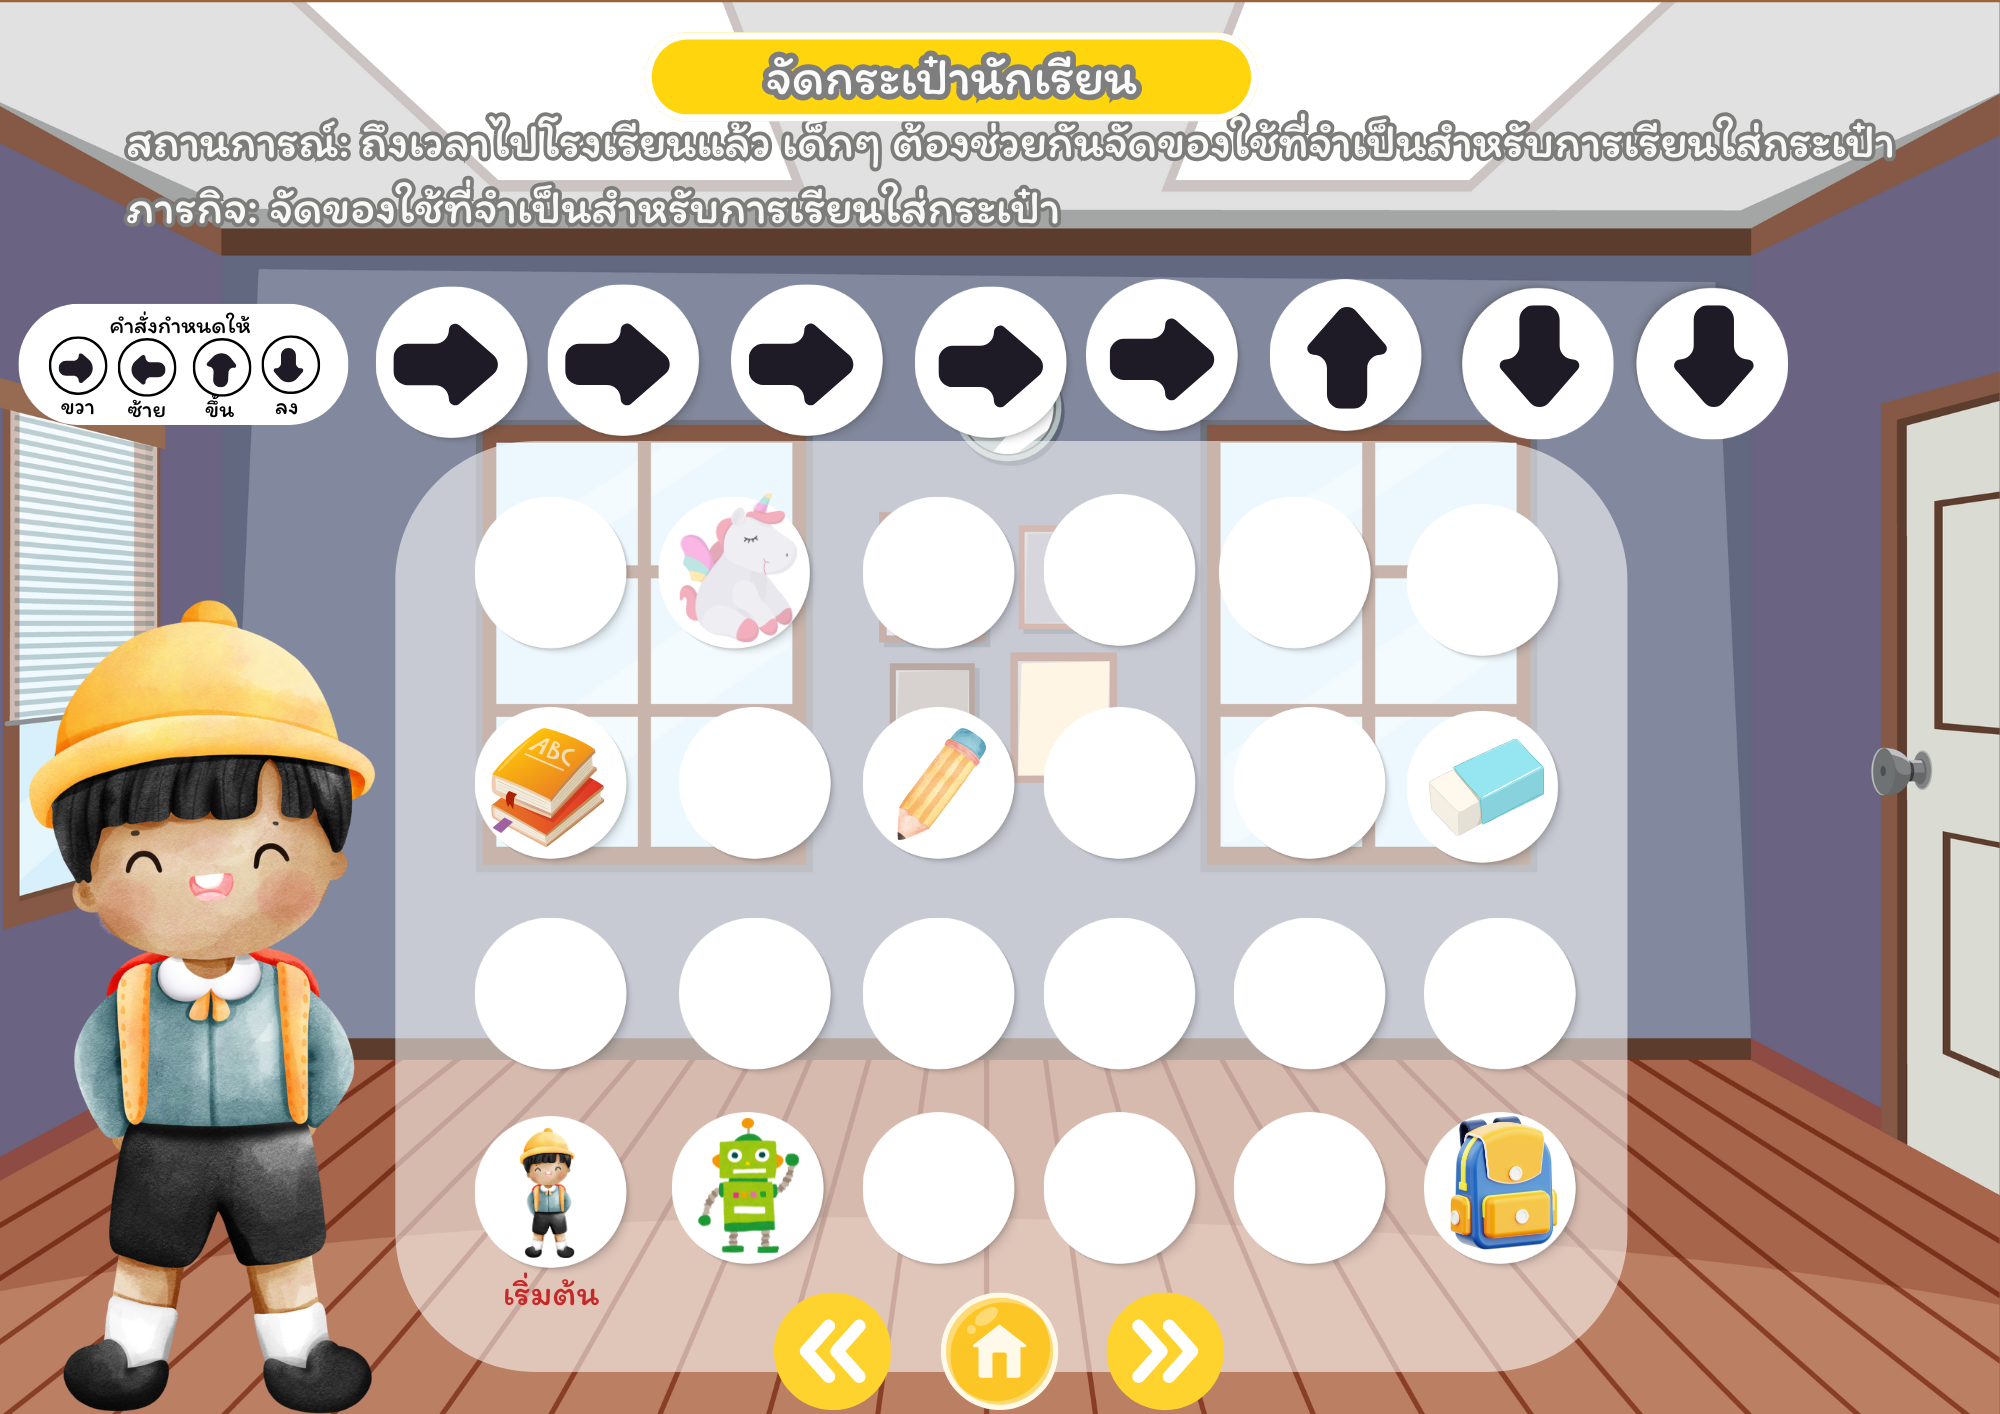 จัดกระเป๋านักเรียน
สถานการณ์: ถึงเวลาไปโรงเรียนแล้ว เด็กๆ ต้องช่วยกันจัดของใช้ที่จำเป็นสำหรับการเรียนใส่กระเป๋า
ภารกิจ: จัดของใช้ที่จำเป็นสำหรับการเรียนใส่กระเป๋า
คำสั่งกำหนดให้
ขวา ซ้าย ขึ้น ลง
ABC
เริ่มต้น